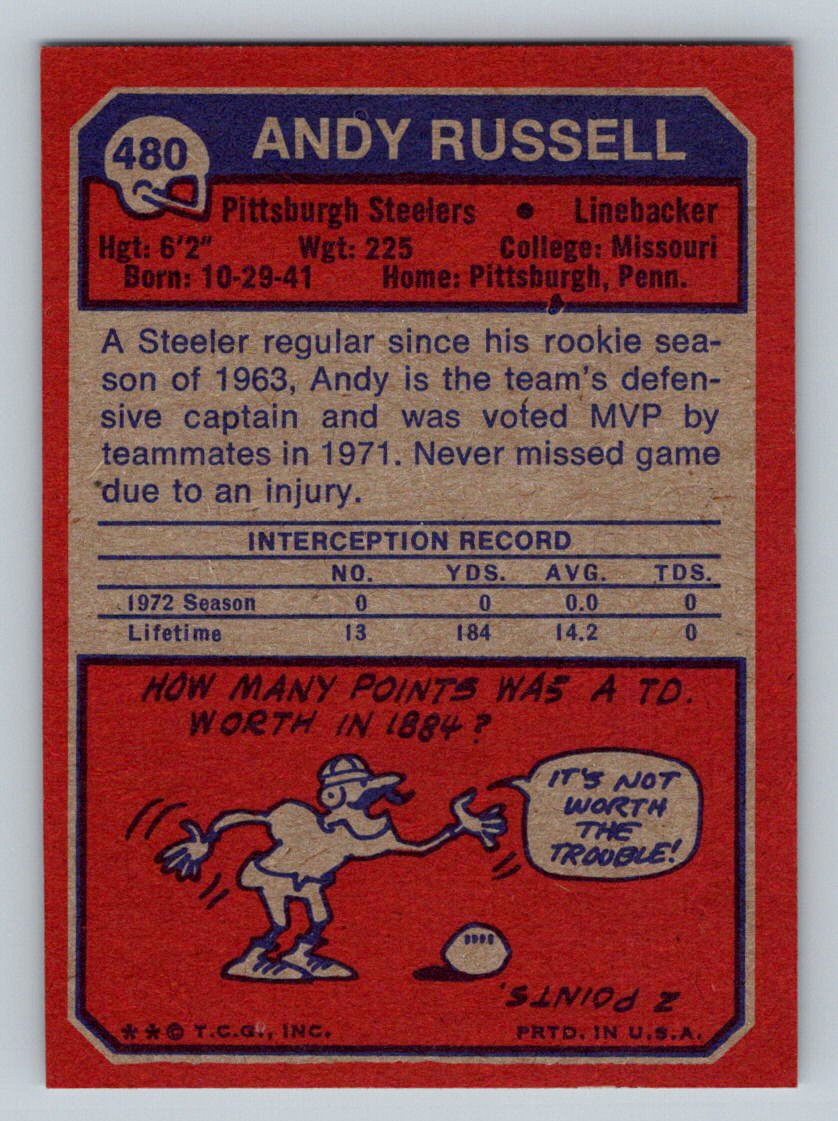 480
ANDY RUSSELL
Pittsburgh Steelers • Linebacker
Hgt: 6'2" Wgt: 225 College: Missouri
Born: 10-29-41 Home: Pittsburgh, Penn.
A Steeler regular since his rookie sea-
son of 1963, Andy is the team's defen-
sive captain and was voted MVP by
teammates in 1971. Never missed game
due to an injury.
INTERCEPTION RECORD
NO. YDS. AVG. TDS.
1972 Season 0 0 0.0 0
Lifetime 13 184 14.2 0
HOW MANY POINTS WAS A TD.
WORTH IN 1884?
IT'S NOT
WORTH
THE
TROUBLE!
2 POINTS.
**© T.C.G., INC. PRTD. IN U.S.A.